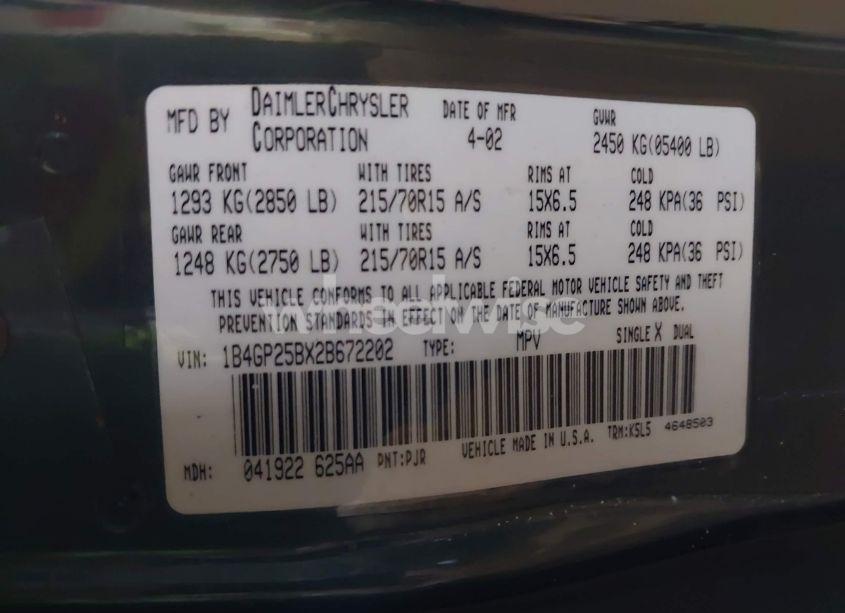 MFD BY DAIMLERCHRYSLER CORPORATION DATE OF MFR 4-02 GVWR 2450 KG(05400 LB)
GAWR FRONT WITH TIRES RIMS AT COLD
1293 KG(2850 LB) 215/70R15 A/S 15X6.5 248 KPA(36 PSI)
GAWR REAR WITH TIRES RIMS AT COLD
1248 KG(2750 LB) 215/70R15 A/S 15X6.5 248 KPA(36 PSI)
THIS VEHICLE CONFORMS TO ALL APPLICABLE FEDERAL MOTOR VEHICLE SAFETY AND THEFT
PREVENTION STANDARDS IN EFFECT ON THE DATE OF MANUFACTURE SHOWN ABOVE.
wheelwise
VIN: 1B4GP25BX2B672202 TYPE: MPV SINGLE X DUAL
MDH: 041922 625AA PNT:PJR VEHICLE MADE IN U.S.A. TRM:K5L5 4648503